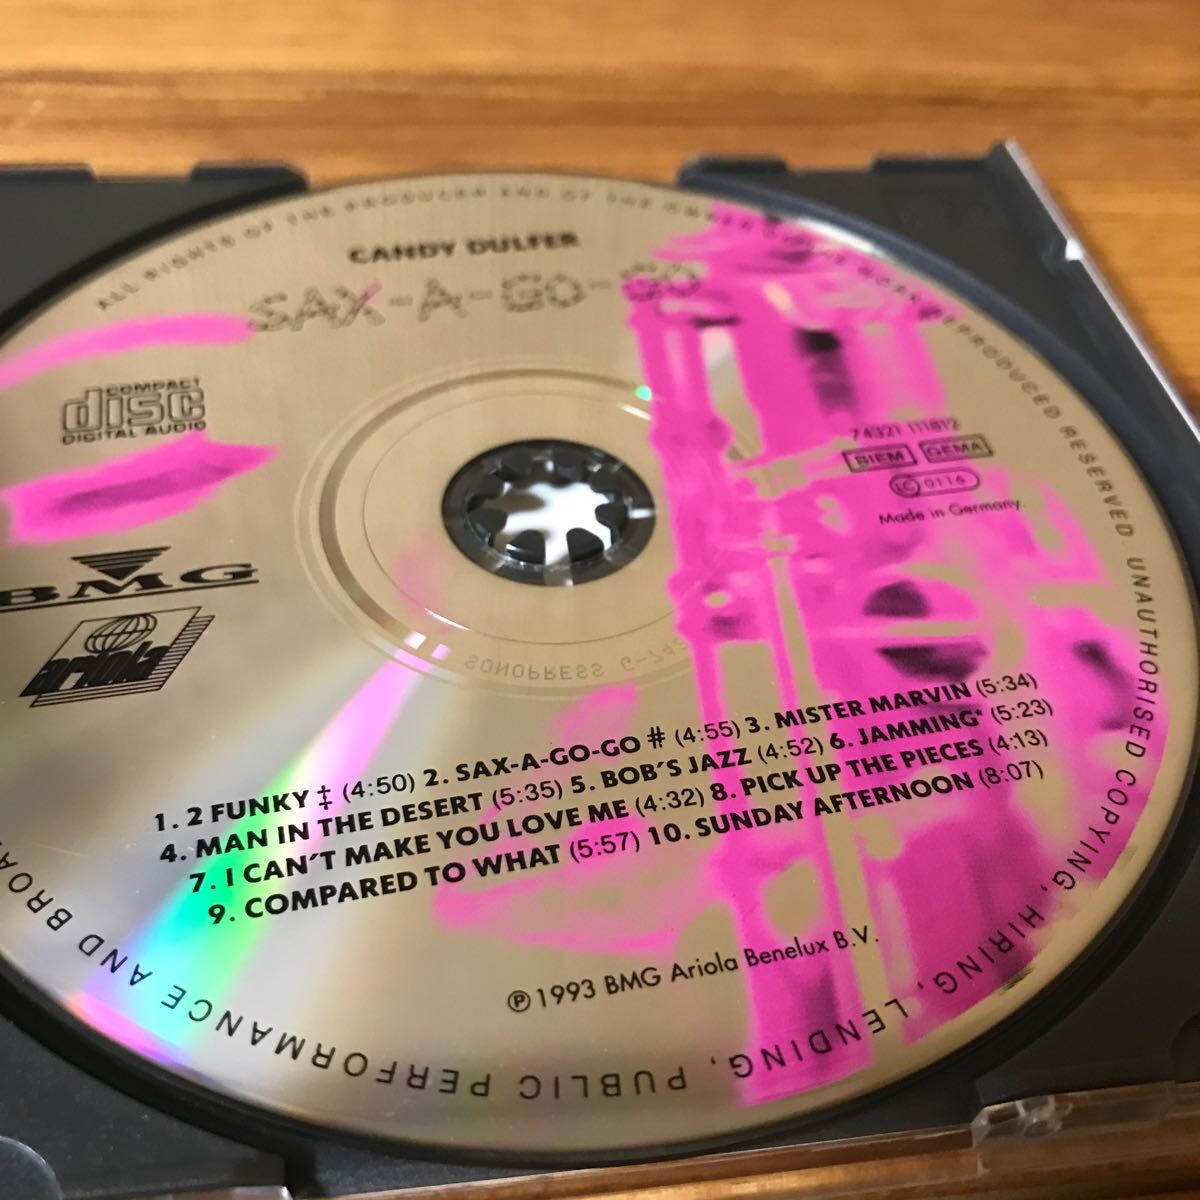 ALL RIGHTS OF THE PRODUCER AND OF THE OWNER OF THE WORK REPRODUCED RESERVED. UNAUTHORISED COPYING, HIRING, LENDING, PUBLIC PERFORMANCE AND BROA
CANDY DULFER
SAX-A-GO-GO
COMPACT
disc
DIGITAL AUDIO
74321 111812
BIEM GEMA
LC 0116
Made in Germany.
BMG
ariola
SONOPRESS
1. 2 FUNKY ‡ (4:50) 2. SAX-A-GO-GO # (4:55) 3. MISTER MARVIN (5:34)
4. MAN IN THE DESERT (5:35) 5. BOB'S JAZZ (4:52) 6. JAMMING* (5:23)
7. I CAN'T MAKE YOU LOVE ME (4:32) 8. PICK UP THE PIECES (4:13)
9. COMPARED TO WHAT (5:57) 10. SUNDAY AFTERNOON (8:07)
℗ 1993 BMG Ariola Benelux B.V.